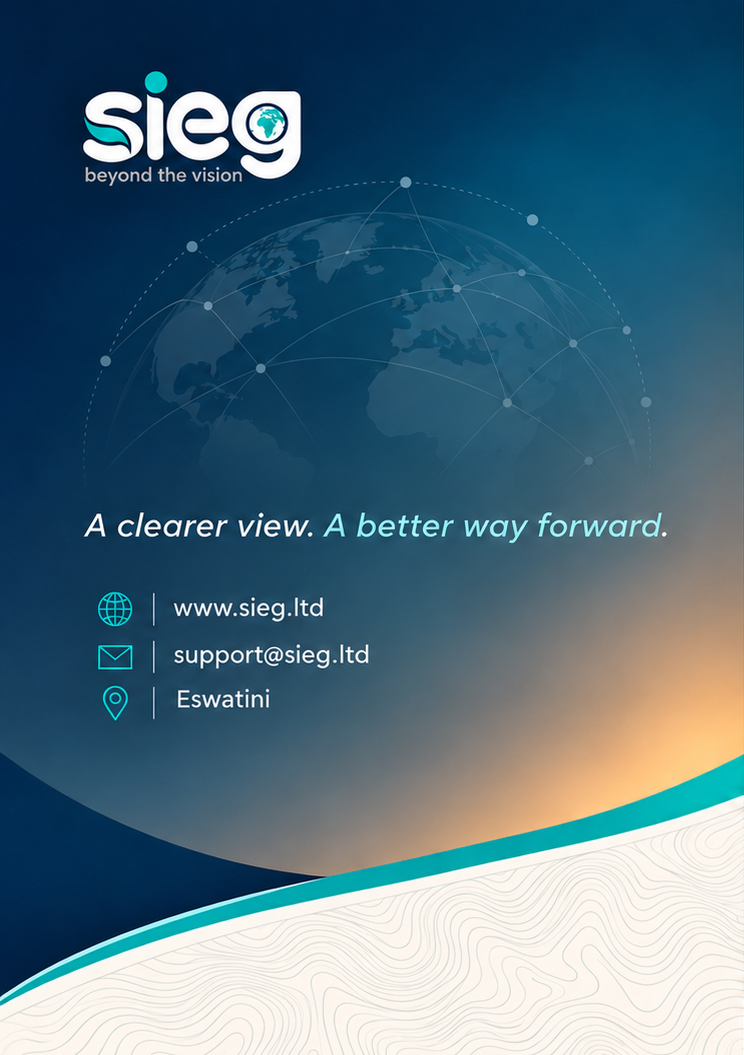 sieg
beyond the vision
A clearer view. A better way forward.
www.sieg.ltd
support@sieg.ltd
Eswatini